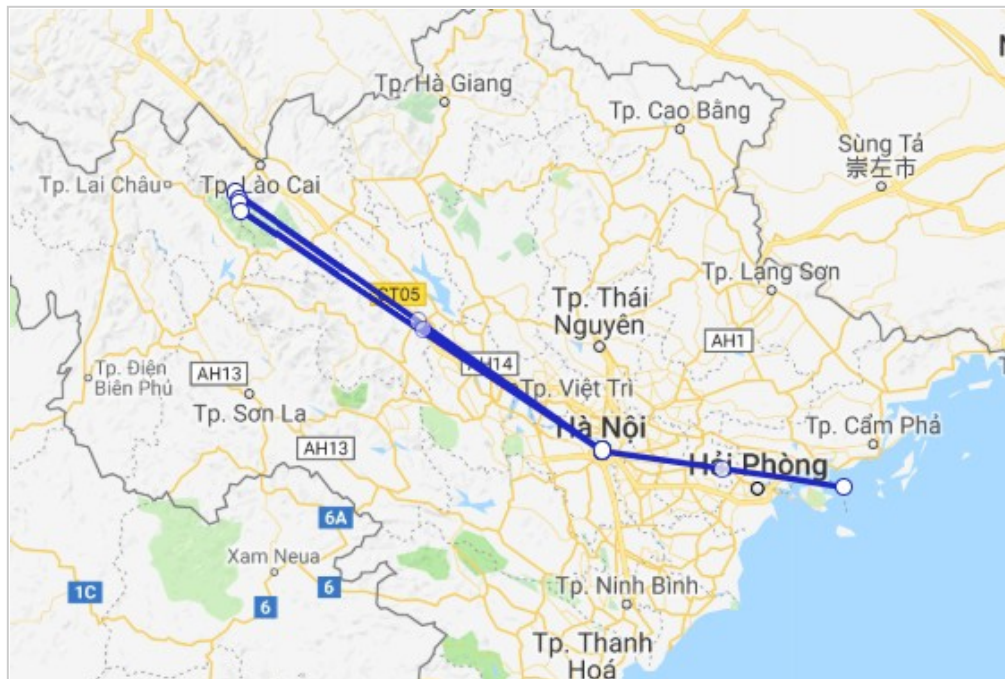 N
Tp. Hà Giang
Tp. Cao Bằng
Sùng Tả
崇左市
Tp. Lai Châu
Tp. Lào Cai
Tp. Lạng Sơn
CT05
Tp. Thái
Nguyên
AH1
Tp. Điện
Biên Phủ
AH13
AH14
Tp. Việt Trì
Tp. Sơn La
Hà Nội
Tp. Cẩm Phả
AH13
Hải Phòng
6A
Xam Neua
1C
6
6
Tp. Ninh Bình
Tp. Thanh
Hoá